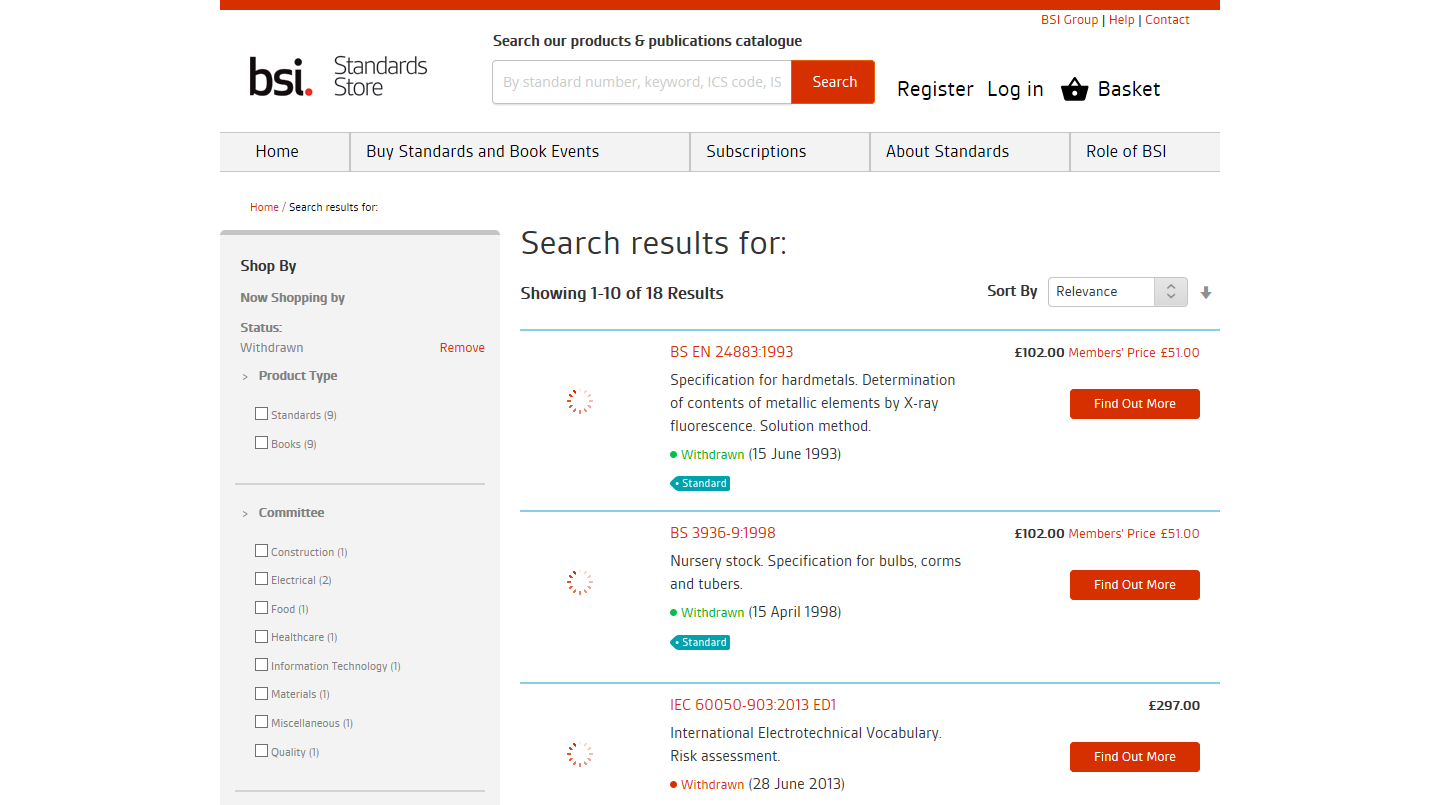 BSI Group | Help | Contact
Search our products & publications catalogue
bsi. Standards Store
By standard number, keyword, ICS code, IS
Search
Register Log in Basket
Home
Buy Standards and Book Events
Subscriptions
About Standards
Role of BSI
Home / Search results for:
Shop By
Now Shopping by
Status:
Withdrawn
Remove
> Product Type
Standards (9)
Books (9)
> Committee
Construction (1)
Electrical (2)
Food (1)
Healthcare (1)
Information Technology (1)
Materials (1)
Miscellaneous (1)
Quality (1)
Search results for:
Showing 1-10 of 18 Results
Sort By Relevance
BS EN 24883:1993
£102.00 Members' Price £51.00
Specification for hardmetals. Determination
of contents of metallic elements by X-ray
fluorescence. Solution method.
Find Out More
Withdrawn (15 June 1993)
Standard
BS 3936-9:1998
£102.00 Members' Price £51.00
Nursery stock. Specification for bulbs, corms
and tubers.
Find Out More
Withdrawn (15 April 1998)
Standard
IEC 60050-903:2013 ED1
£297.00
International Electrotechnical Vocabulary.
Risk assessment.
Find Out More
Withdrawn (28 June 2013)